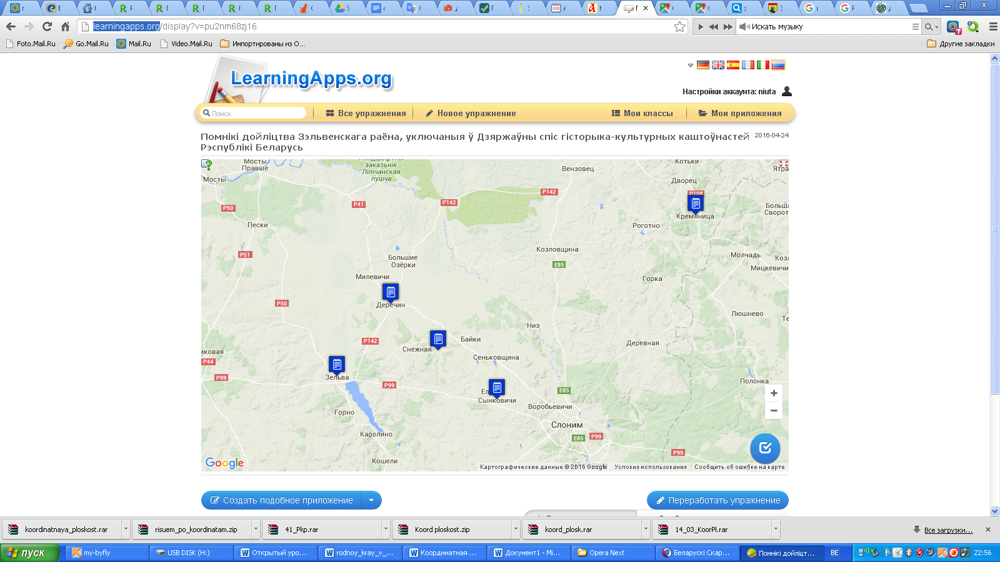 learningapps.org/display?v=pu2nm68zj16
Искать музыку
7
Foto.Mail.Ru
Go.Mail.Ru
Mail.Ru
Video.Mail.Ru
Импортированы из O...
Другие закладки
LearningApps.org
Настройки аккаунта: niuta
Поиск
Все упражнения
Новое упражнение
Мои классы
Мои приложения
Помнікі дойліцтва Зэльвенскага раёна, уключаныя ў Дзяржаўны спіс гісторыка-культурных каштоўнастей
Рэспублікі Беларусь
2016-04-24
Мосты
Правые
Мосты
заказьнік
Ліпічанская
пушча
Вензовец
Котьки
Ятра
Дворец
P108
Кремяница
P142
P41
P142
P50
Больша
Сворот
Пески
Роготно
P51
Козловщина
Молчадь
Козл
Большие
Озёрки
E85
Мицкевичи
Милевичи
Горка
P50
Деречин
Люшнево
Те
Низ
P142
Байки
Деревная
Снежная
мковая
Сеньковщина
P44
P99
Зельва
P99
Полонка
E85
Сынковичи
Воробьевичи
Горно
Слоним
Каролино
E85
P99
P99
Кошели
Google
Картографические данные © 2016 Google
Условия использования
Сообщить об ошибке на карте
Создать подобное приложение
Переработать упражнение
koordinatnaya_ploskost.rar
risuem_po_koordinatam.zip
41_Pkp.rar
Koord ploskost.zip
koord_plosk.rar
14_03_KoorPl.rar
Все загрузки...
пуск
my-byfly
USB DISK (H:)
Открытый уро...
rodnoy_kray_v_...
Координатная ...
Документ1 - Mi...
Opera Next
Беларускі Скар...
Помнікі дойліцт...
BE
22:56